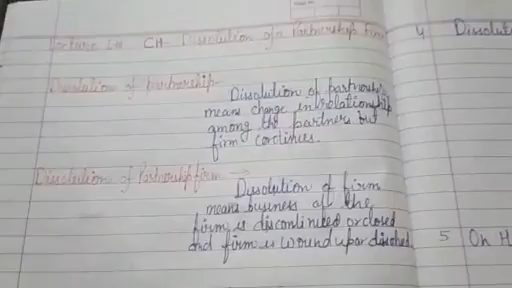 Lecture CH- Dissolution of a Partnership Firm
Dissolution of partnership-
Dissolution of partnership
means change in relationship
among the partners but
firm continues.
Dissolution of Partnership firm →
Dissolution of firm
means business of the
firm is discontinued or closed
and firm is wound up or dissolved
4 Dissolut
5 On H